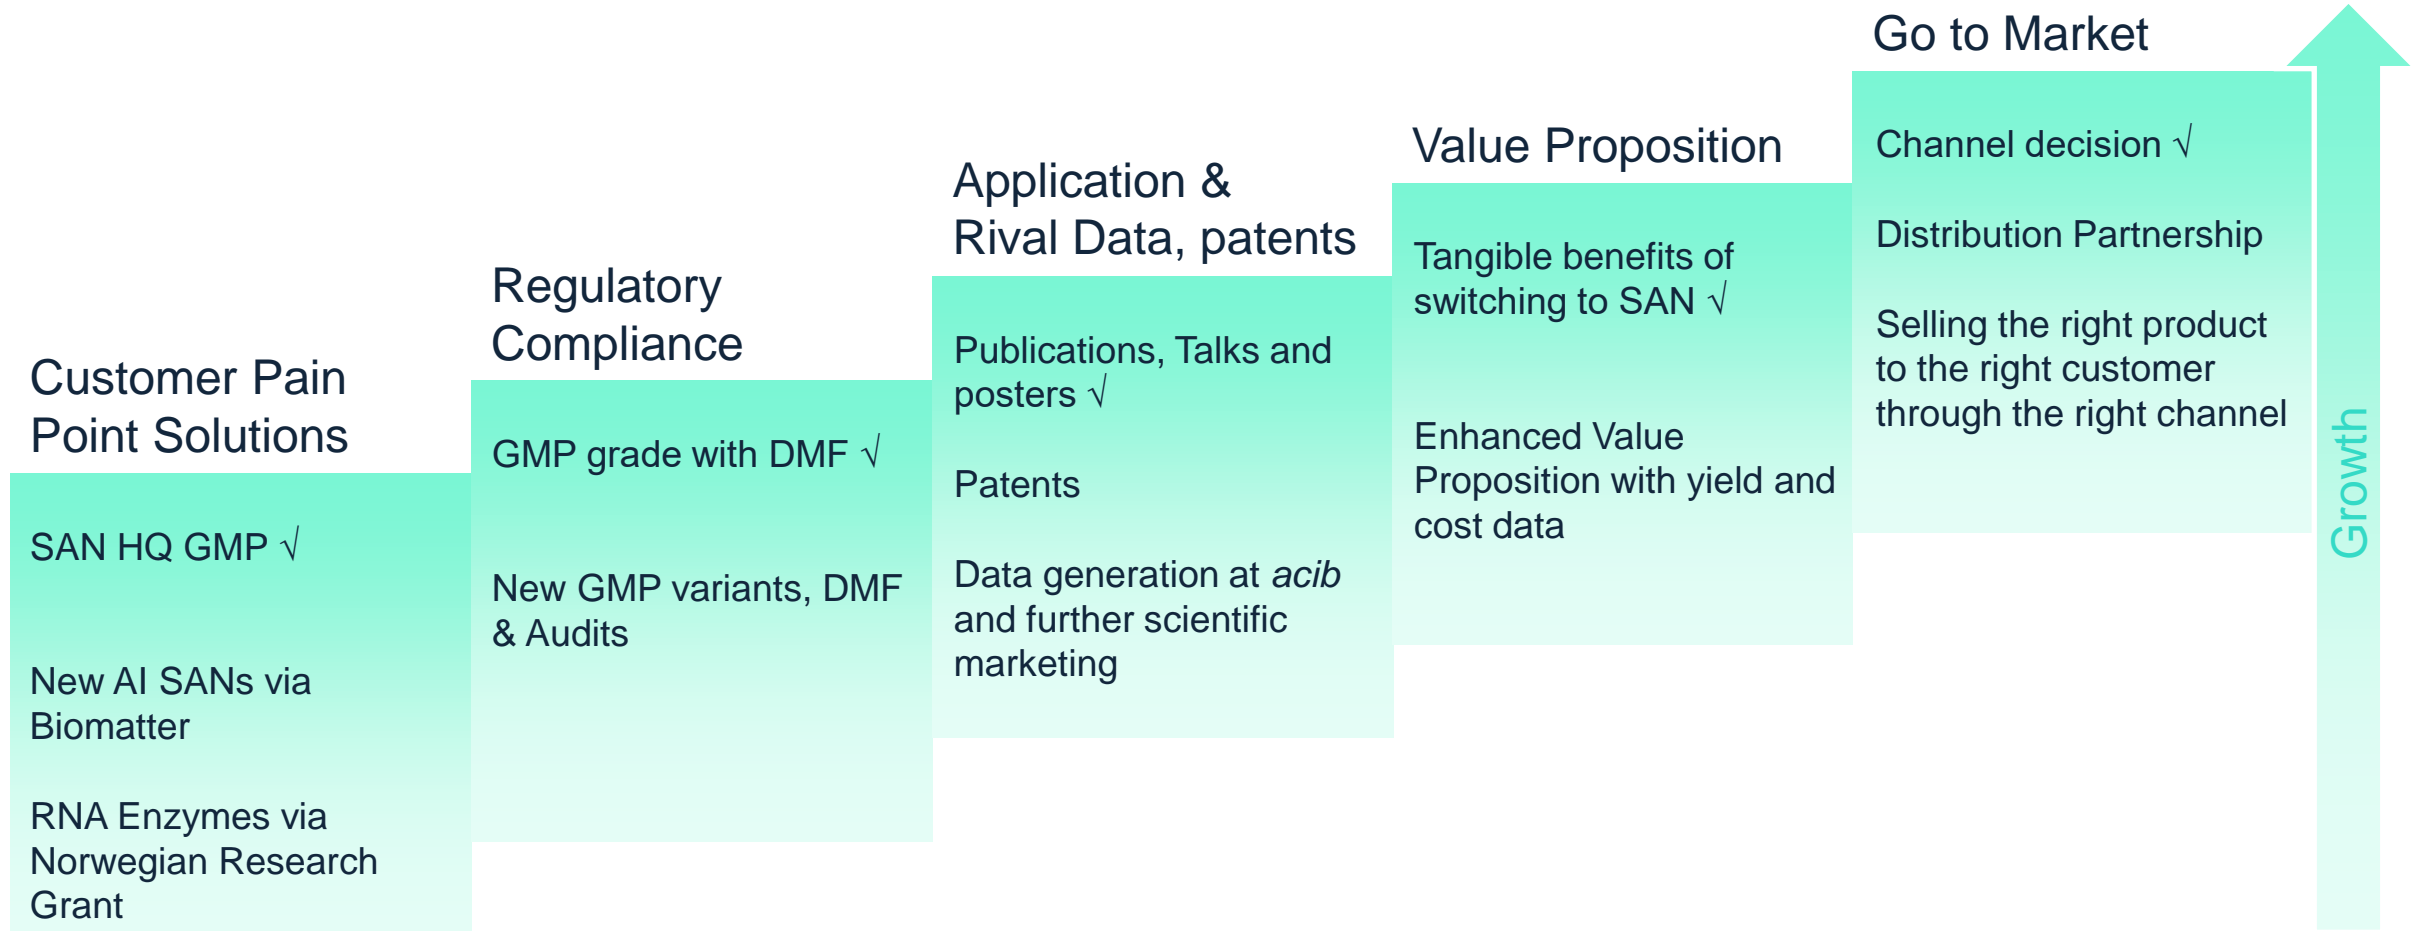 Customer Pain
Point Solutions
SAN HQ GMP √
New AI SANs via
Biomatter
RNA Enzymes via
Norwegian Research
Grant
Regulatory
Compliance
GMP grade with DMF √
New GMP variants, DMF
& Audits
Application &
Rival Data, patents
Publications, Talks and
posters √
Patents
Data generation at acib
and further scientific
marketing
Value Proposition
Tangible benefits of
switching to SAN √
Enhanced Value
Proposition with yield and
cost data
Go to Market
Channel decision √
Distribution Partnership
Selling the right product
to the right customer
through the right channel
Growth